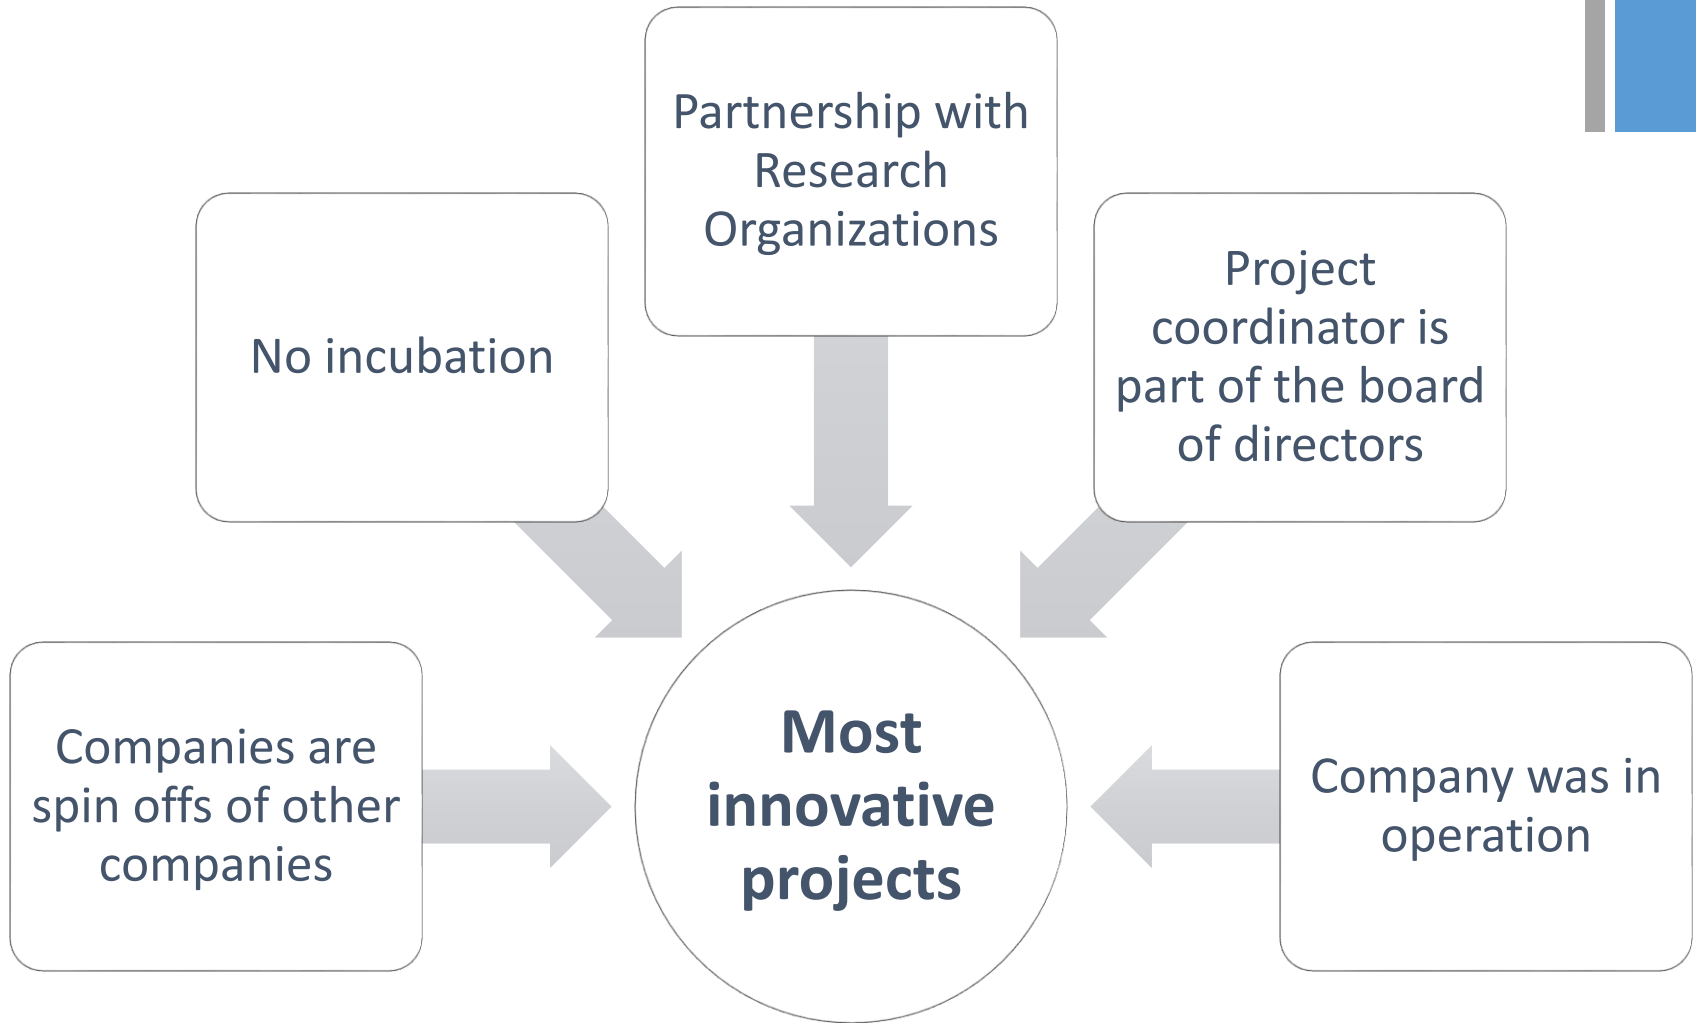 Partnership with
Research
Organizations
No incubation
Project
coordinator is
part of the board
of directors
Companies are
spin offs of other
companies
Most
innovative
projects
Company was in
operation